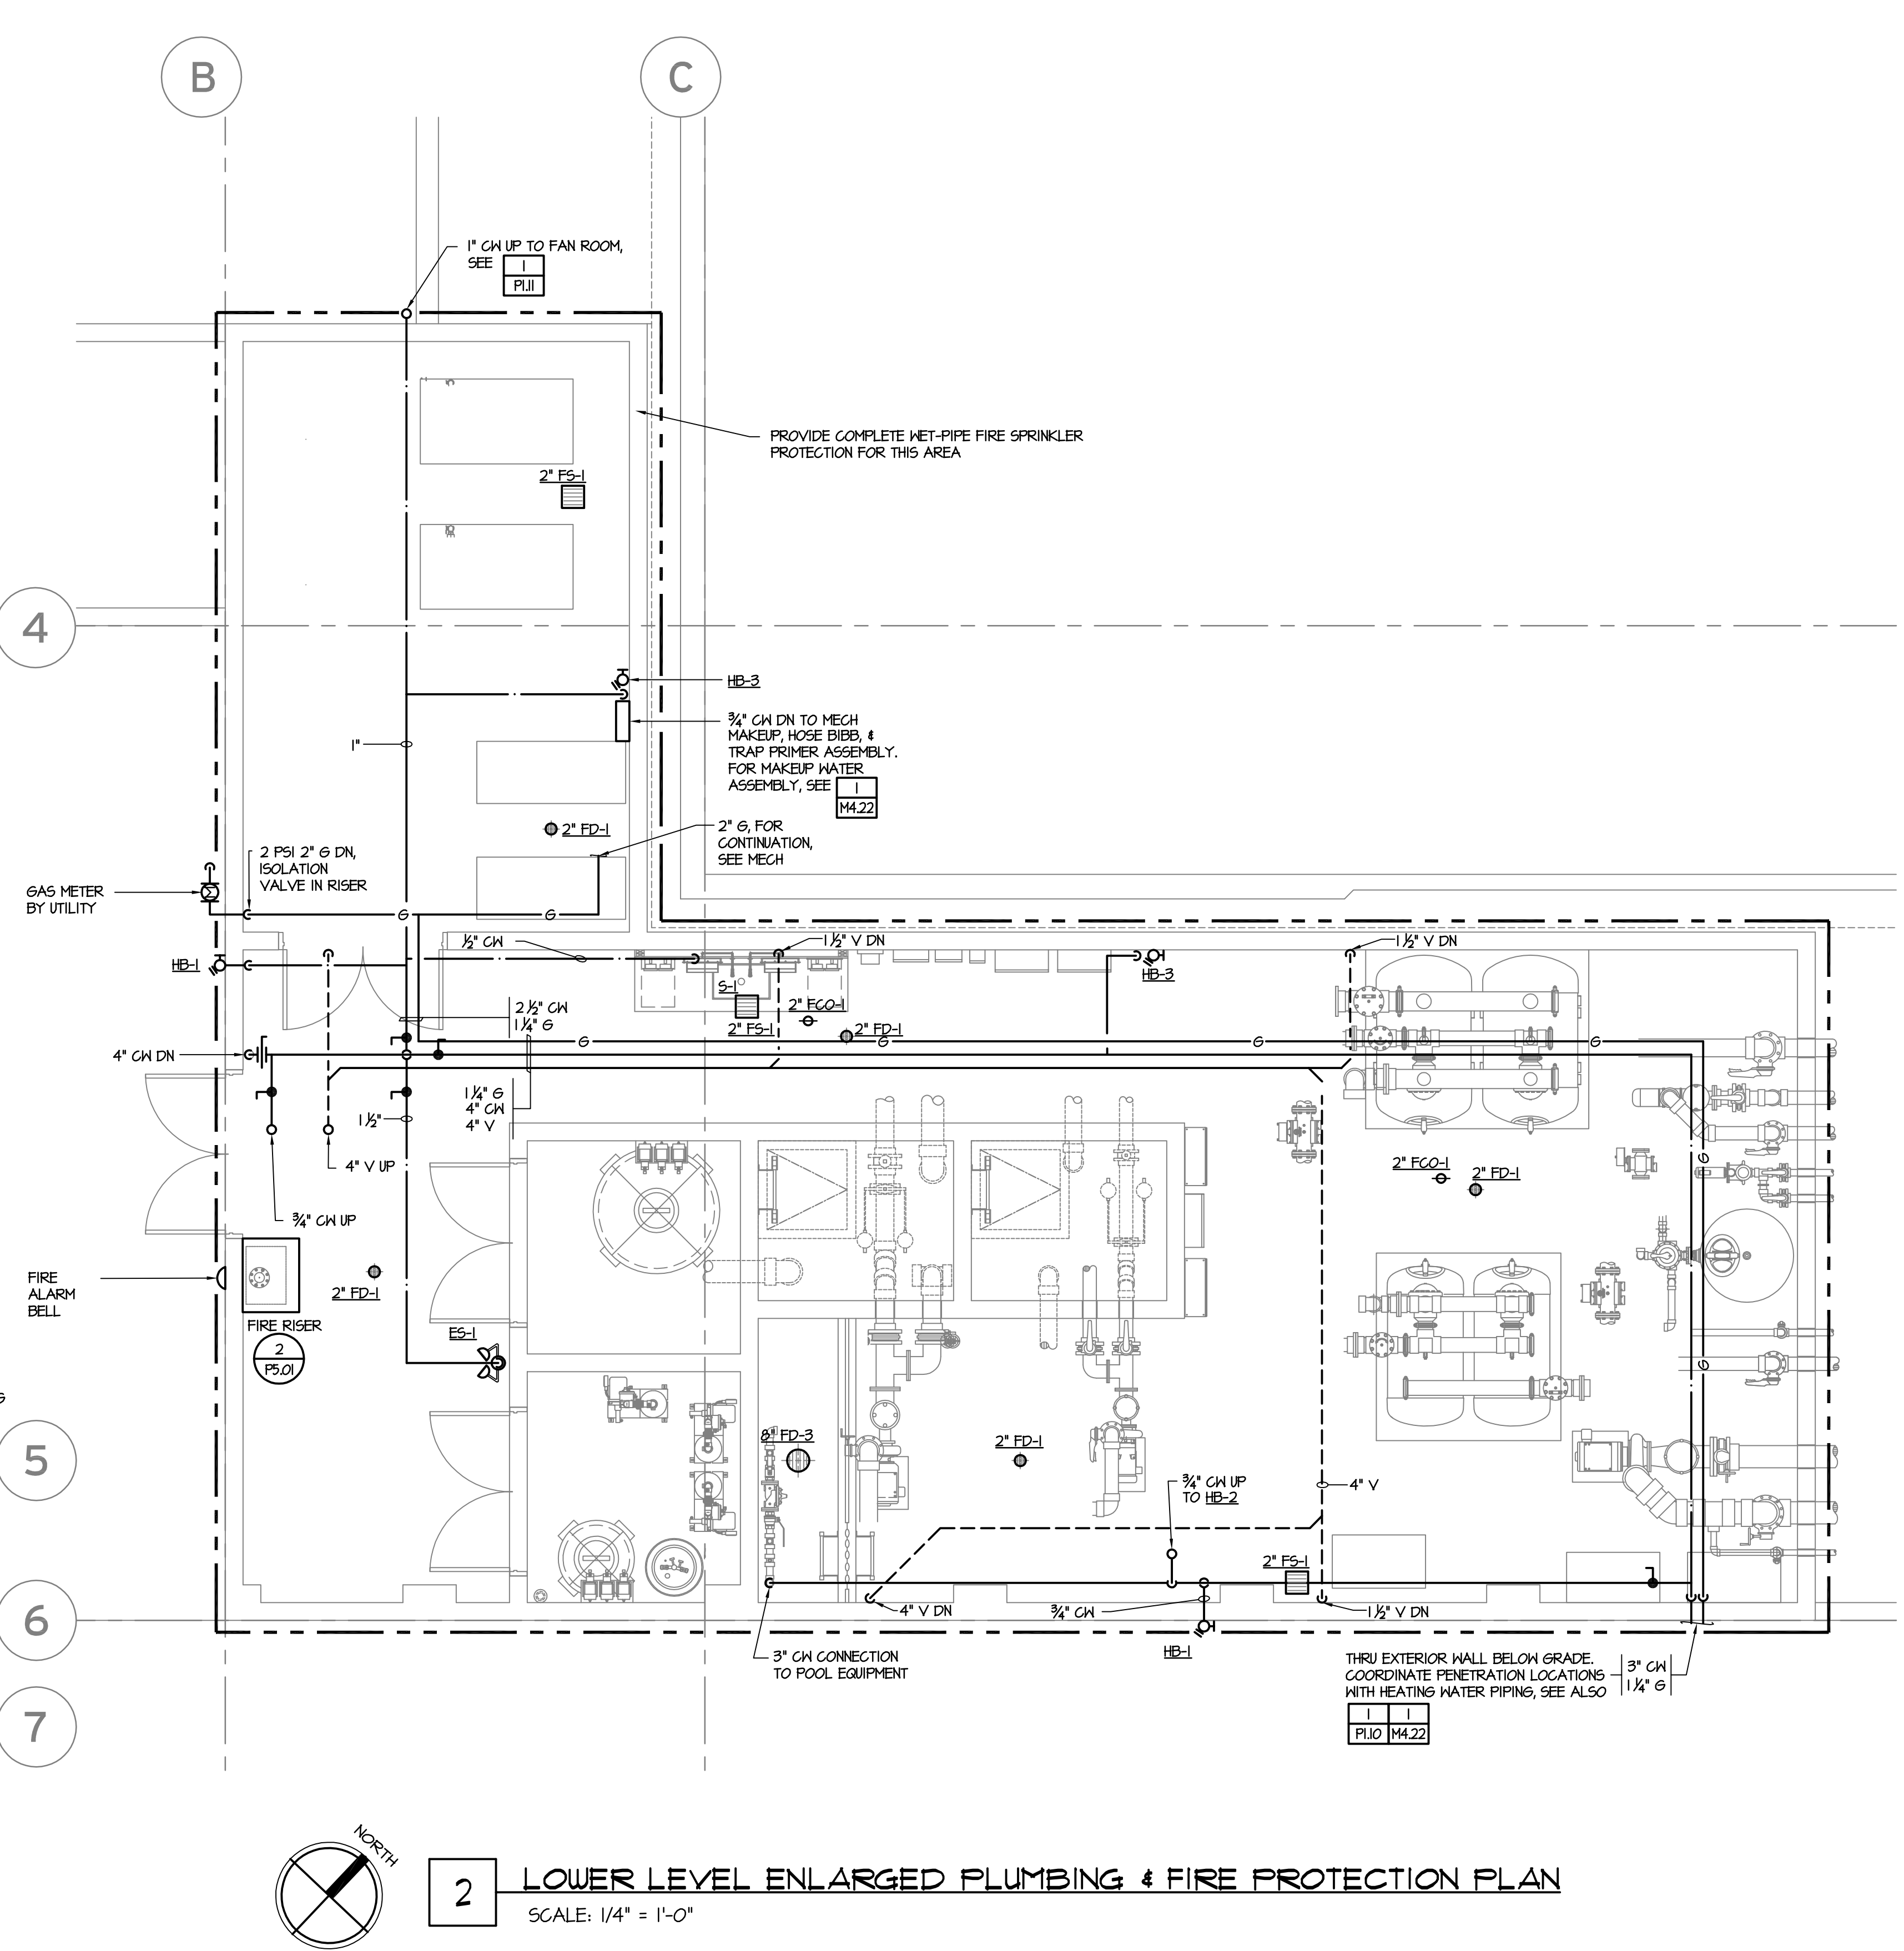 B
C
1" CW UP TO FAN ROOM,
SEE
1
P1.11
PROVIDE COMPLETE WET-PIPE FIRE SPRINKLER
PROTECTION FOR THIS AREA
2" FS-1
4
HB-3
3/4" CW DN TO MECH
MAKEUP, HOSE BIBB, &
TRAP PRIMER ASSEMBLY.
FOR MAKEUP WATER
ASSEMBLY, SEE
1
M4.22
1"
2" FD-1
2" G, FOR
CONTINUATION,
SEE MECH
2 PSI 2" G DN,
ISOLATION
VALVE IN RISER
GAS METER
BY UTILITY
G
G
1/2" CW
1 1/2" V DN
1 1/2" V DN
HB-1
HB-3
S-1
2" FS-1
2" FCO-1
2" FD-1
2 1/2" CW
1 1/4" G
G
G
G
G
4" CW DN
1 1/4" G
4" CW
4" V
1 1/2"
4" V UP
3/4" CW UP
2" FCO-1
2" FD-1
G
FIRE
ALARM
BELL
2" FD-1
FIRE RISER
2
P5.01
ES-1
G
G
5
8" FD-3
2" FD-1
3/4" CW UP
TO HB-2
4" V
2" FS-1
6
4" V DN
3/4" CW
1 1/2" V DN
HB-1
3" CW CONNECTION
TO POOL EQUIPMENT
THRU EXTERIOR WALL BELOW GRADE.
COORDINATE PENETRATION LOCATIONS
WITH HEATING WATER PIPING, SEE ALSO
3" CW
1 1/4" G
1
P1.10
1
M4.22
7
NORTH
2
LOWER LEVEL ENLARGED PLUMBING & FIRE PROTECTION PLAN
SCALE: 1/4" = 1'-0"